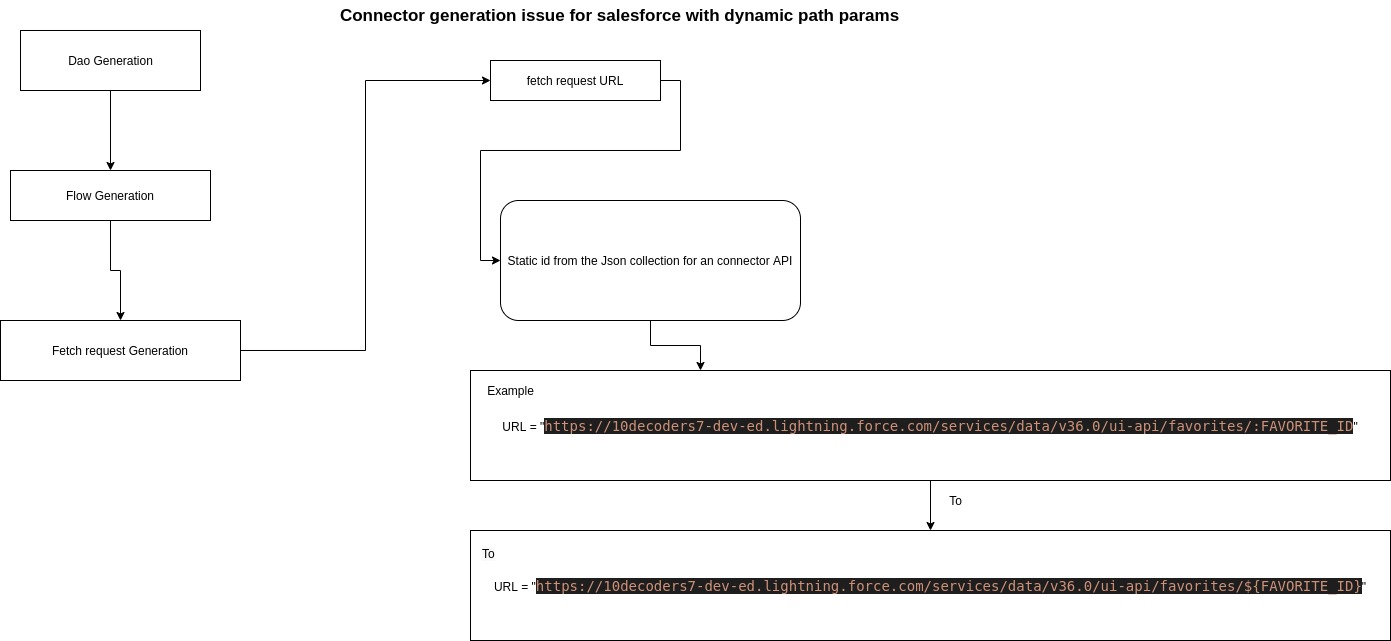 Connector generation issue for salesforce with dynamic path params
Dao Generation
fetch request URL
Flow Generation
Static id from the Json collection for an connector API
Fetch request Generation
Example
URL = "https://10decoders7-dev-ed.lightning.force.com/services/data/v36.0/ui-api/favorites/:FAVORITE_ID"
To
To
URL = "https://10decoders7-dev-ed.lightning.force.com/services/data/v36.0/ui-api/favorites/${FAVORITE_ID}"